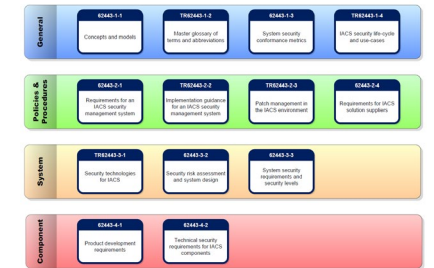 General
62443-1-1
Concepts and models
TR62443-1-2
Master glossary of
terms and abbreviations
62443-1-3
System security
conformance metrics
TR62443-1-4
IACS security life-cycle
and use-cases
Policies &
Procedures
62443-2-1
Requirements for an
IACS security
management system
TR62443-2-2
Implementation guidance
for an IACS security
management system
TR62443-2-3
Patch management in
the IACS environment
62443-2-4
Requirements for IACS
solution suppliers
System
TR62443-3-1
Security technologies
for IACS
62443-3-2
Security risk assessment
and system design
62443-3-3
System security
requirements and
security levels
Component
62443-4-1
Product development
requirements
62443-4-2
Technical security
requirements for IACS
components